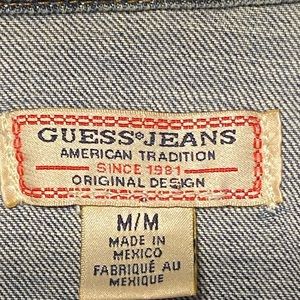 GUESS®JEANS
AMERICAN TRADITION
SINCE 1981
ORIGINAL DESIGN
M/M
MADE IN
MEXICO
FABRIQUÉ AU
MEXIQUE